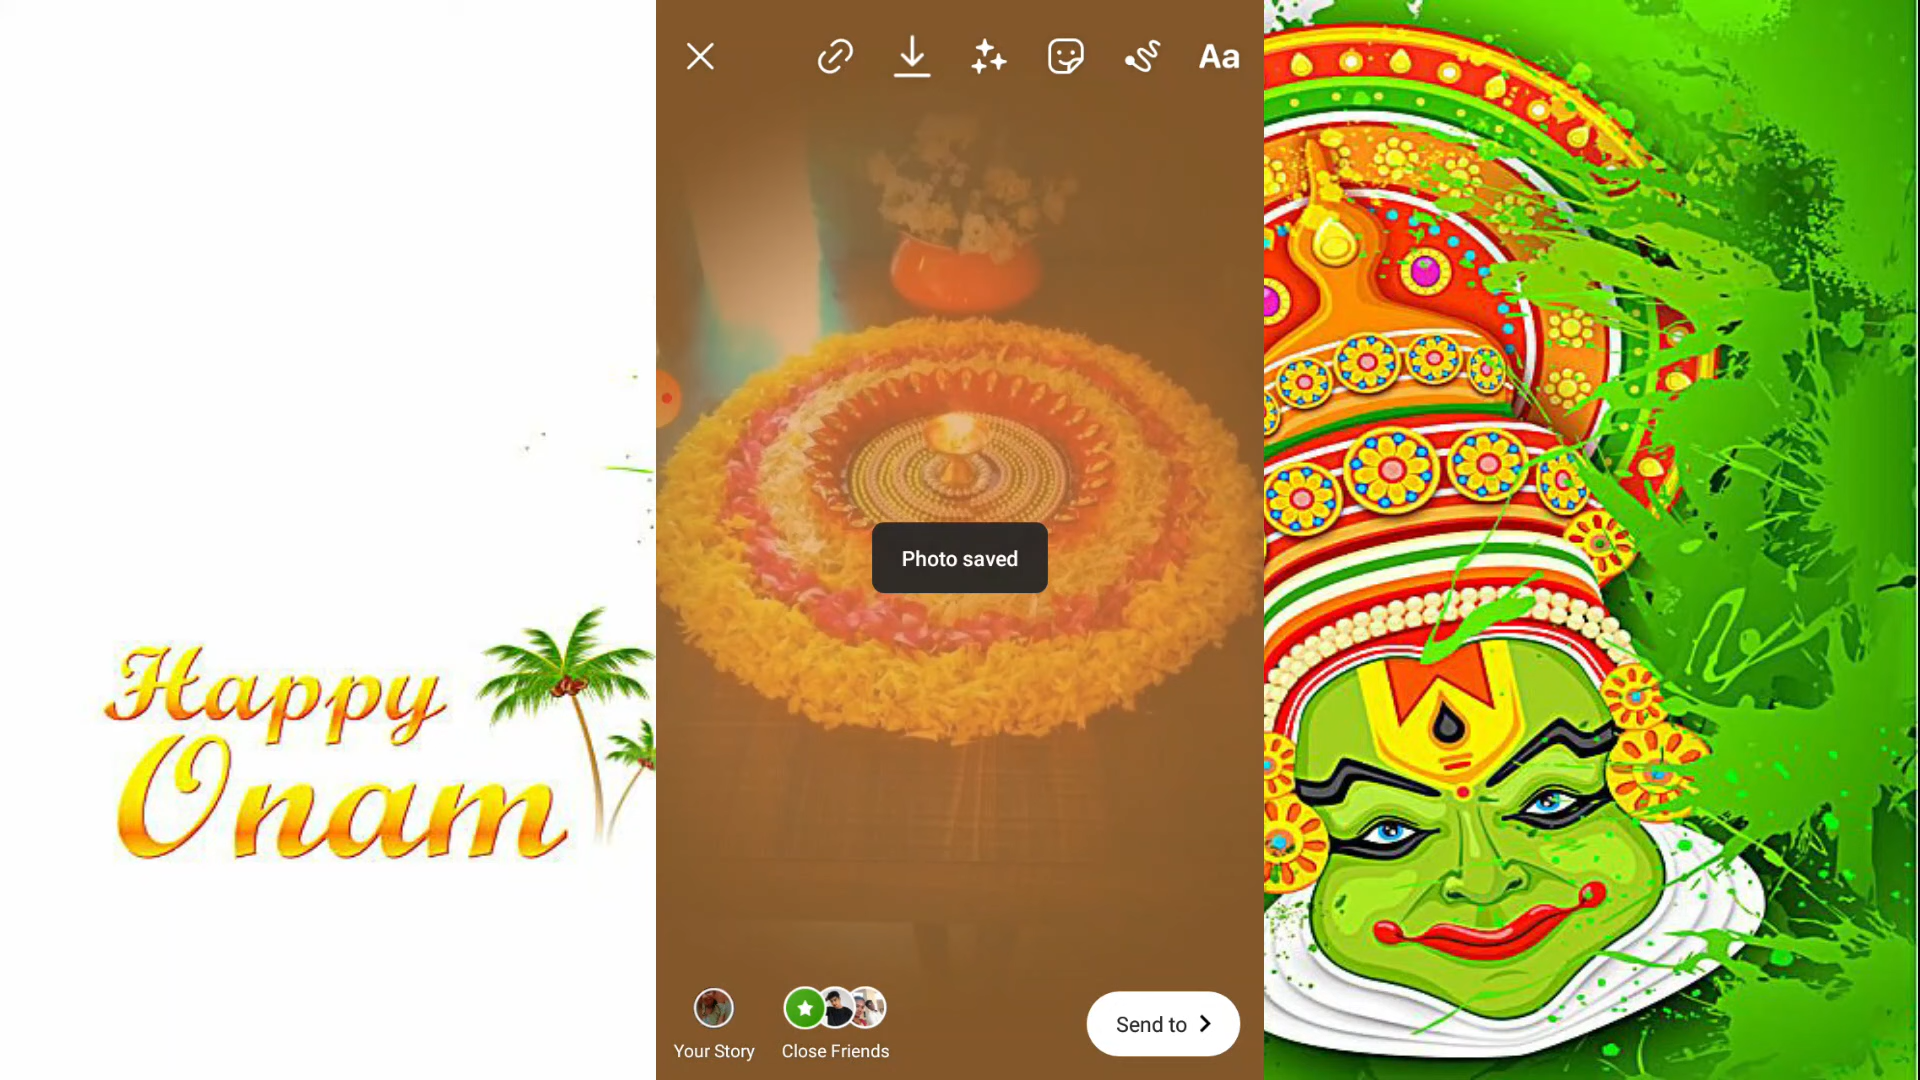 Aa
Photo saved
Happy
Onam
Your Story
Close Friends
Send to